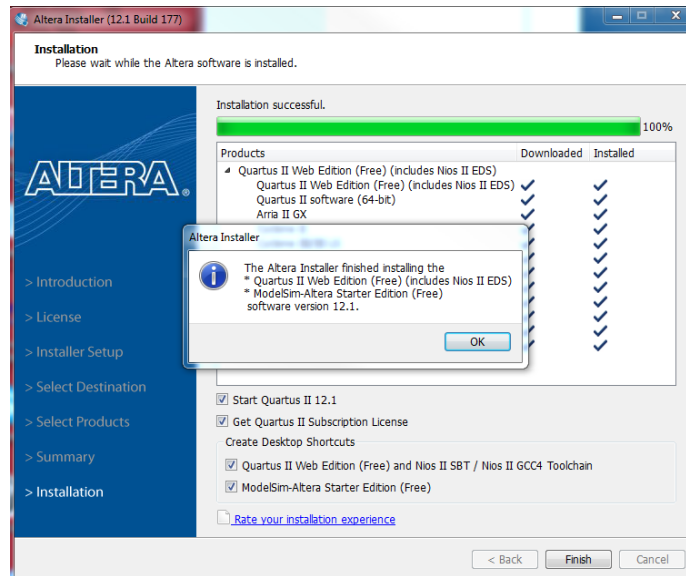 Altera Installer (12.1 Build 177)
Installation
Please wait while the Altera software is installed.
Installation successful.
100%
Products Downloaded Installed
Quartus II Web Edition (Free) (includes Nios II EDS)
Quartus II Web Edition (Free) (includes Nios II EDS)
Quartus II software (64-bit)
Arria II GX
ALTERA®
> Introduction
> License
> Installer Setup
> Select Destination
> Select Products
> Summary
> Installation
Altera Installer
The Altera Installer finished installing the
* Quartus II Web Edition (Free) (includes Nios II EDS)
* ModelSim-Altera Starter Edition (Free)
software version 12.1.
OK
Start Quartus II 12.1
Get Quartus II Subscription License
Create Desktop Shortcuts
Quartus II Web Edition (Free) and Nios II SBT / Nios II GCC4 Toolchain
ModelSim-Altera Starter Edition (Free)
Rate your installation experience
< Back Finish Cancel